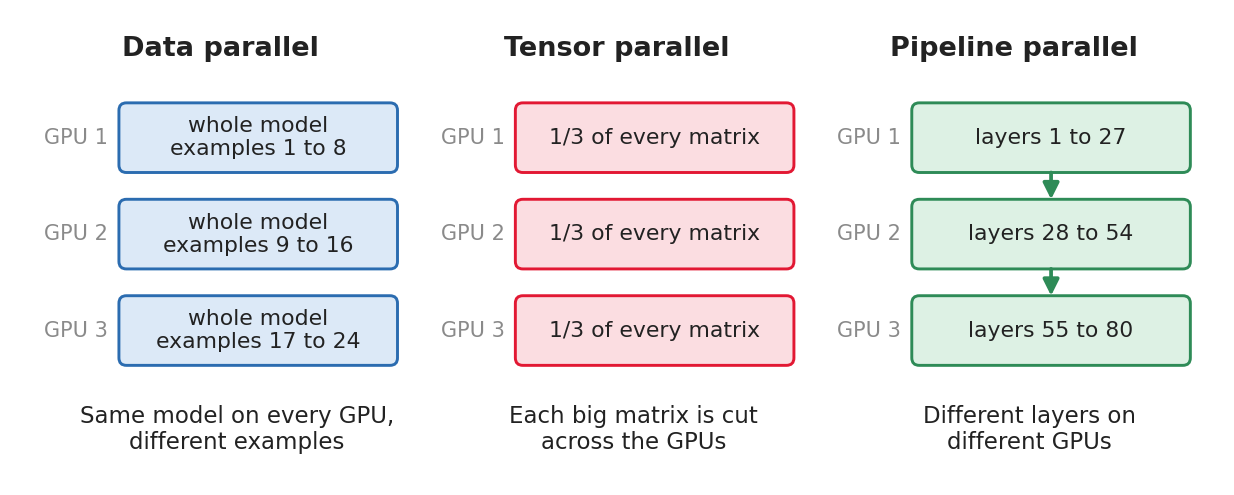 Data parallel
GPU 1
whole model
examples 1 to 8
GPU 2
whole model
examples 9 to 16
GPU 3
whole model
examples 17 to 24
Same model on every GPU,
different examples
Tensor parallel
GPU 1
1/3 of every matrix
GPU 2
1/3 of every matrix
GPU 3
1/3 of every matrix
Each big matrix is cut
across the GPUs
Pipeline parallel
GPU 1
layers 1 to 27
GPU 2
layers 28 to 54
GPU 3
layers 55 to 80
Different layers on
different GPUs